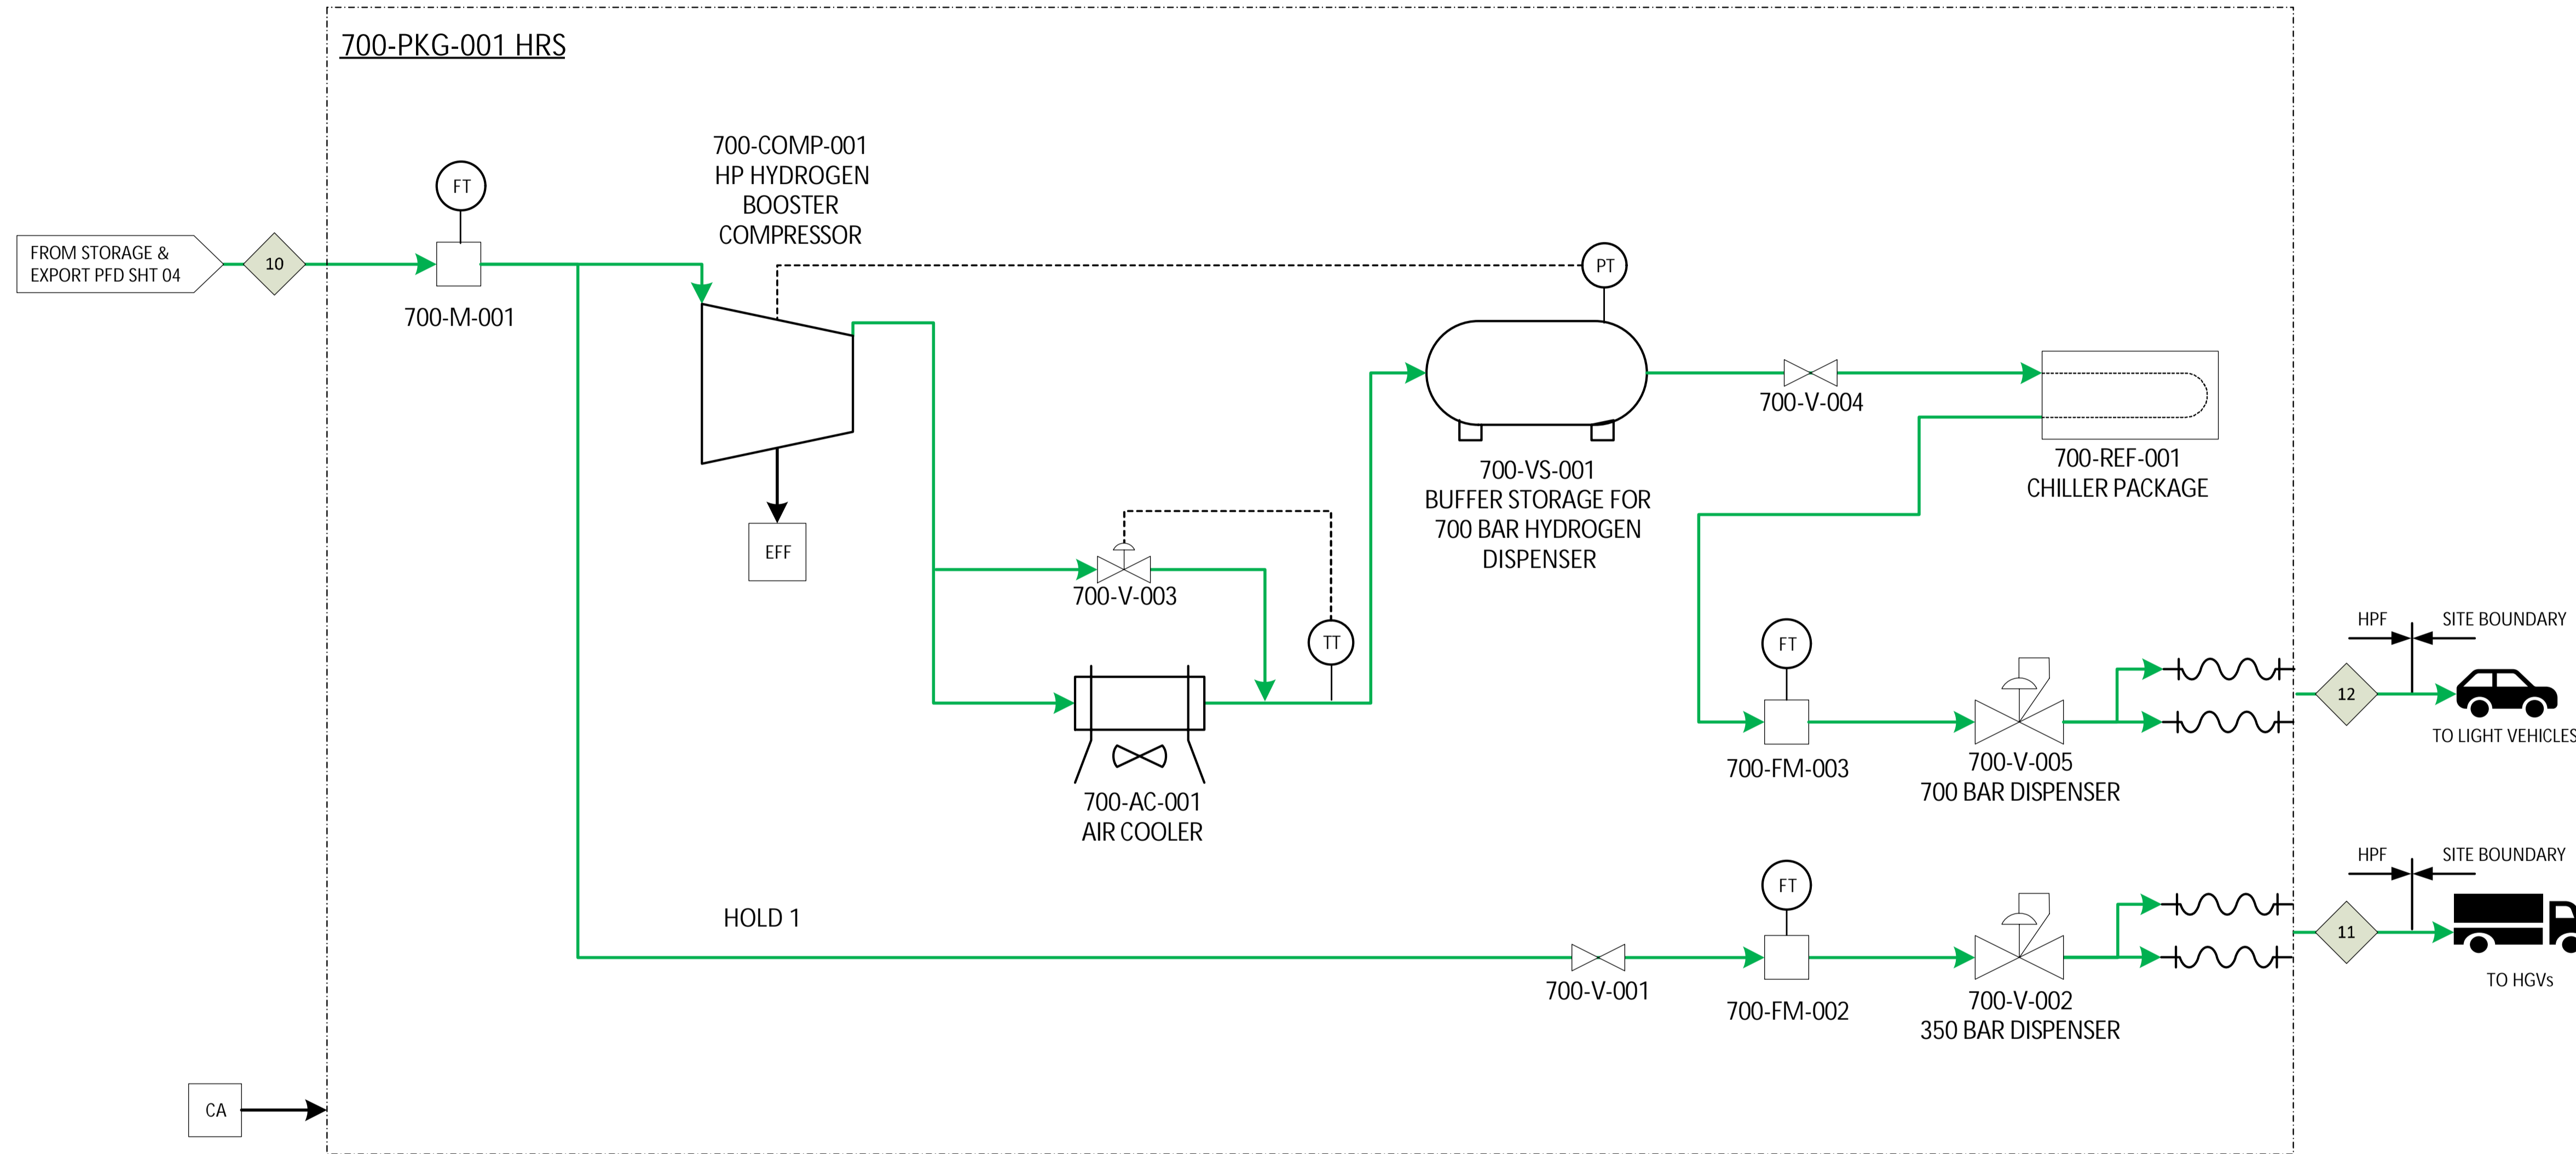 700-PKG-001 HRS
FROM STORAGE &
EXPORT PFD SHT 04
10
FT
700-M-001
700-COMP-001
HP HYDROGEN
BOOSTER
COMPRESSOR
EFF
700-V-003
TT
700-AC-001
AIR COOLER
PT
700-VS-001
BUFFER STORAGE FOR
700 BAR HYDROGEN
DISPENSER
700-V-004
700-REF-001
CHILLER PACKAGE
FT
700-FM-003
700-V-005
700 BAR DISPENSER
HPF
SITE BOUNDARY
12
TO LIGHT VEHICLES
HOLD 1
700-V-001
FT
700-FM-002
700-V-002
350 BAR DISPENSER
HPF
SITE BOUNDARY
11
TO HGVs
CA